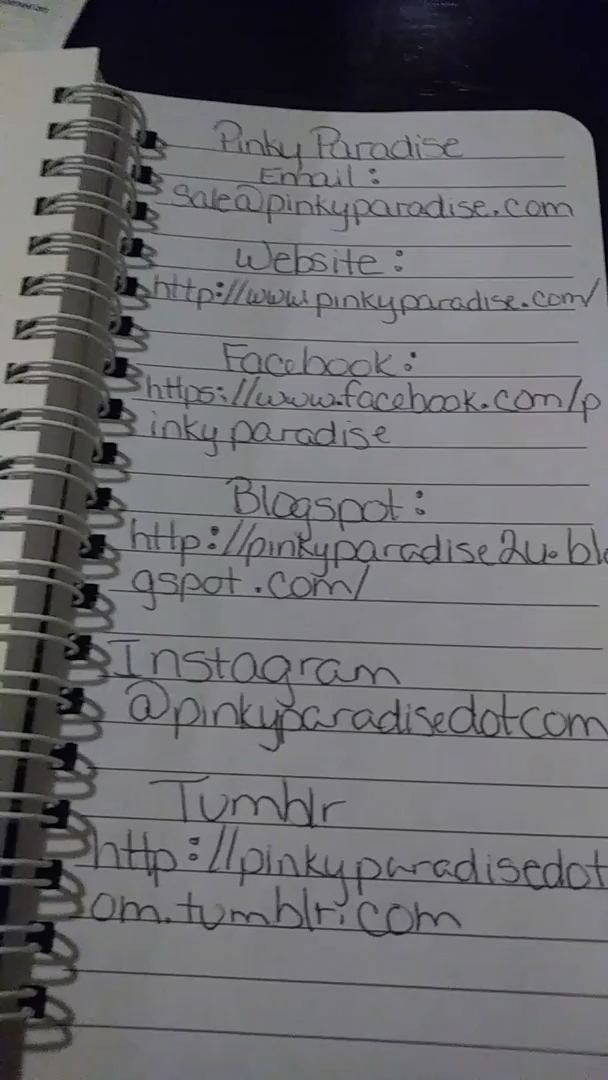 Pinky Paradise
Email:
Sale@pinkyparadise.com
Website:
http://www.pinkyparadise.com/
Facebook:
https://www.facebook.com/p
inkyparadise
Blogspot:
http://pinkyparadise2u.blo
gspot.com/
Instagram
@pinkyparadisedotcom
Tumblr
http://pinkyparadisedot
om.tumblr.com